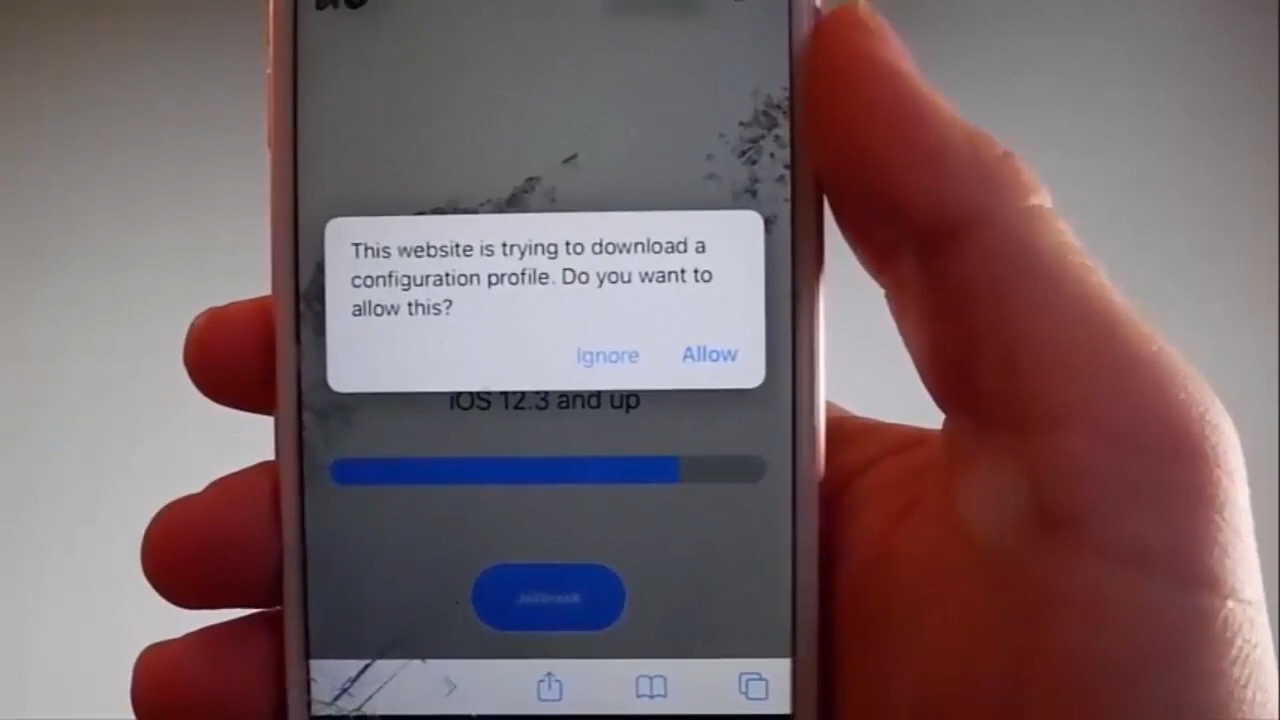 This website is trying to download a
configuration profile. Do you want to
allow this?
Ignore
Allow
iOS 12.3 and up
Jailbreak